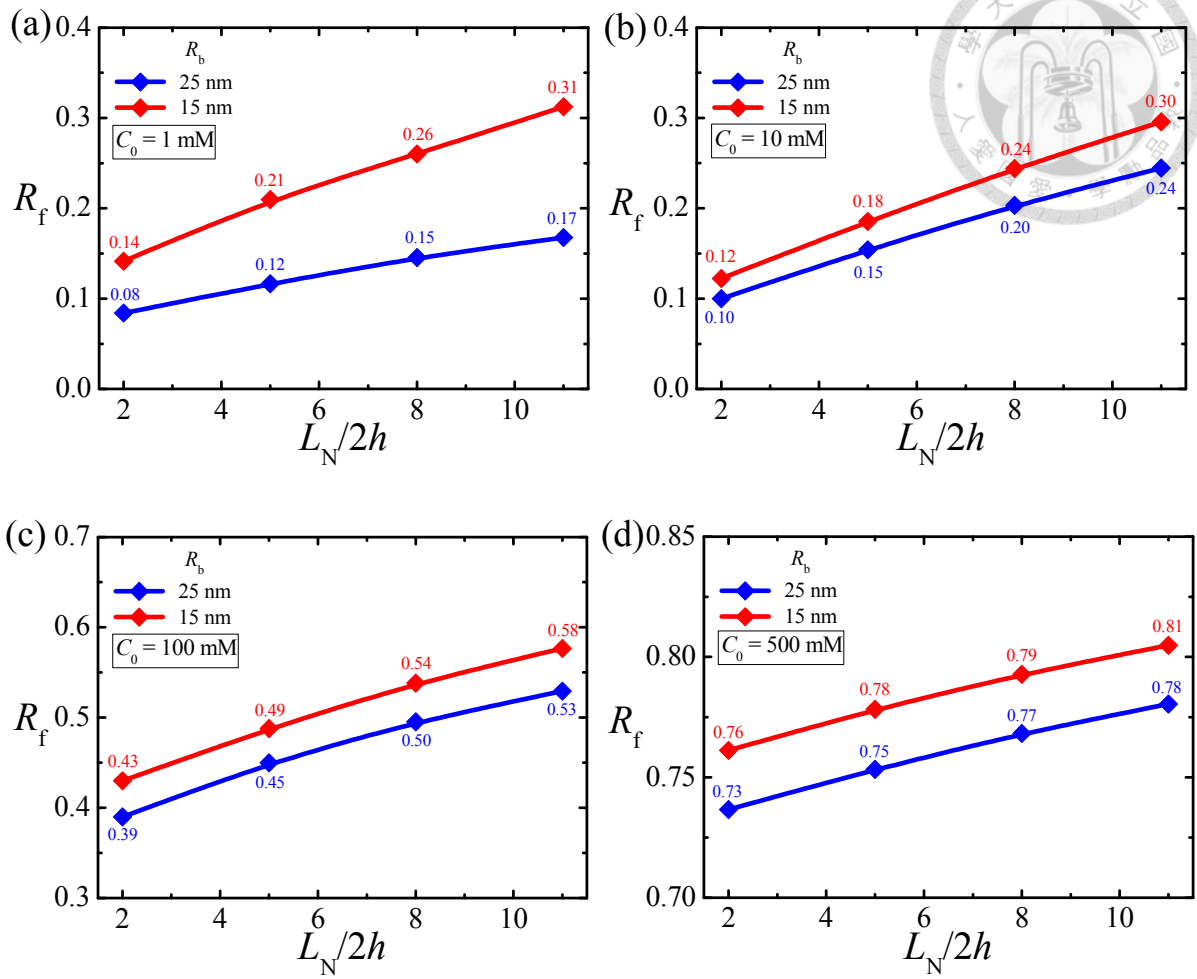 (a)
0.4
0.3
0.2
0.1
0.0
R_f
R_b
25 nm
15 nm
C_0 = 1 mM
0.14
0.21
0.26
0.31
0.08
0.12
0.15
0.17
2 4 6 8 10
L_N/2h
(b)
0.4
0.3
0.2
0.1
0.0
R_f
R_b
25 nm
15 nm
C_0 = 10 mM
0.12
0.18
0.24
0.30
0.10
0.15
0.20
0.24
2 4 6 8 10
L_N/2h
(c)
0.7
0.6
0.5
0.4
0.3
R_f
R_b
25 nm
15 nm
C_0 = 100 mM
0.43
0.49
0.54
0.58
0.39
0.45
0.50
0.53
2 4 6 8 10
L_N/2h
(d)
0.85
0.80
0.75
0.70
R_f
R_b
25 nm
15 nm
C_0 = 500 mM
0.76
0.78
0.79
0.81
0.73
0.75
0.77
0.78
2 4 6 8 10
L_N/2h